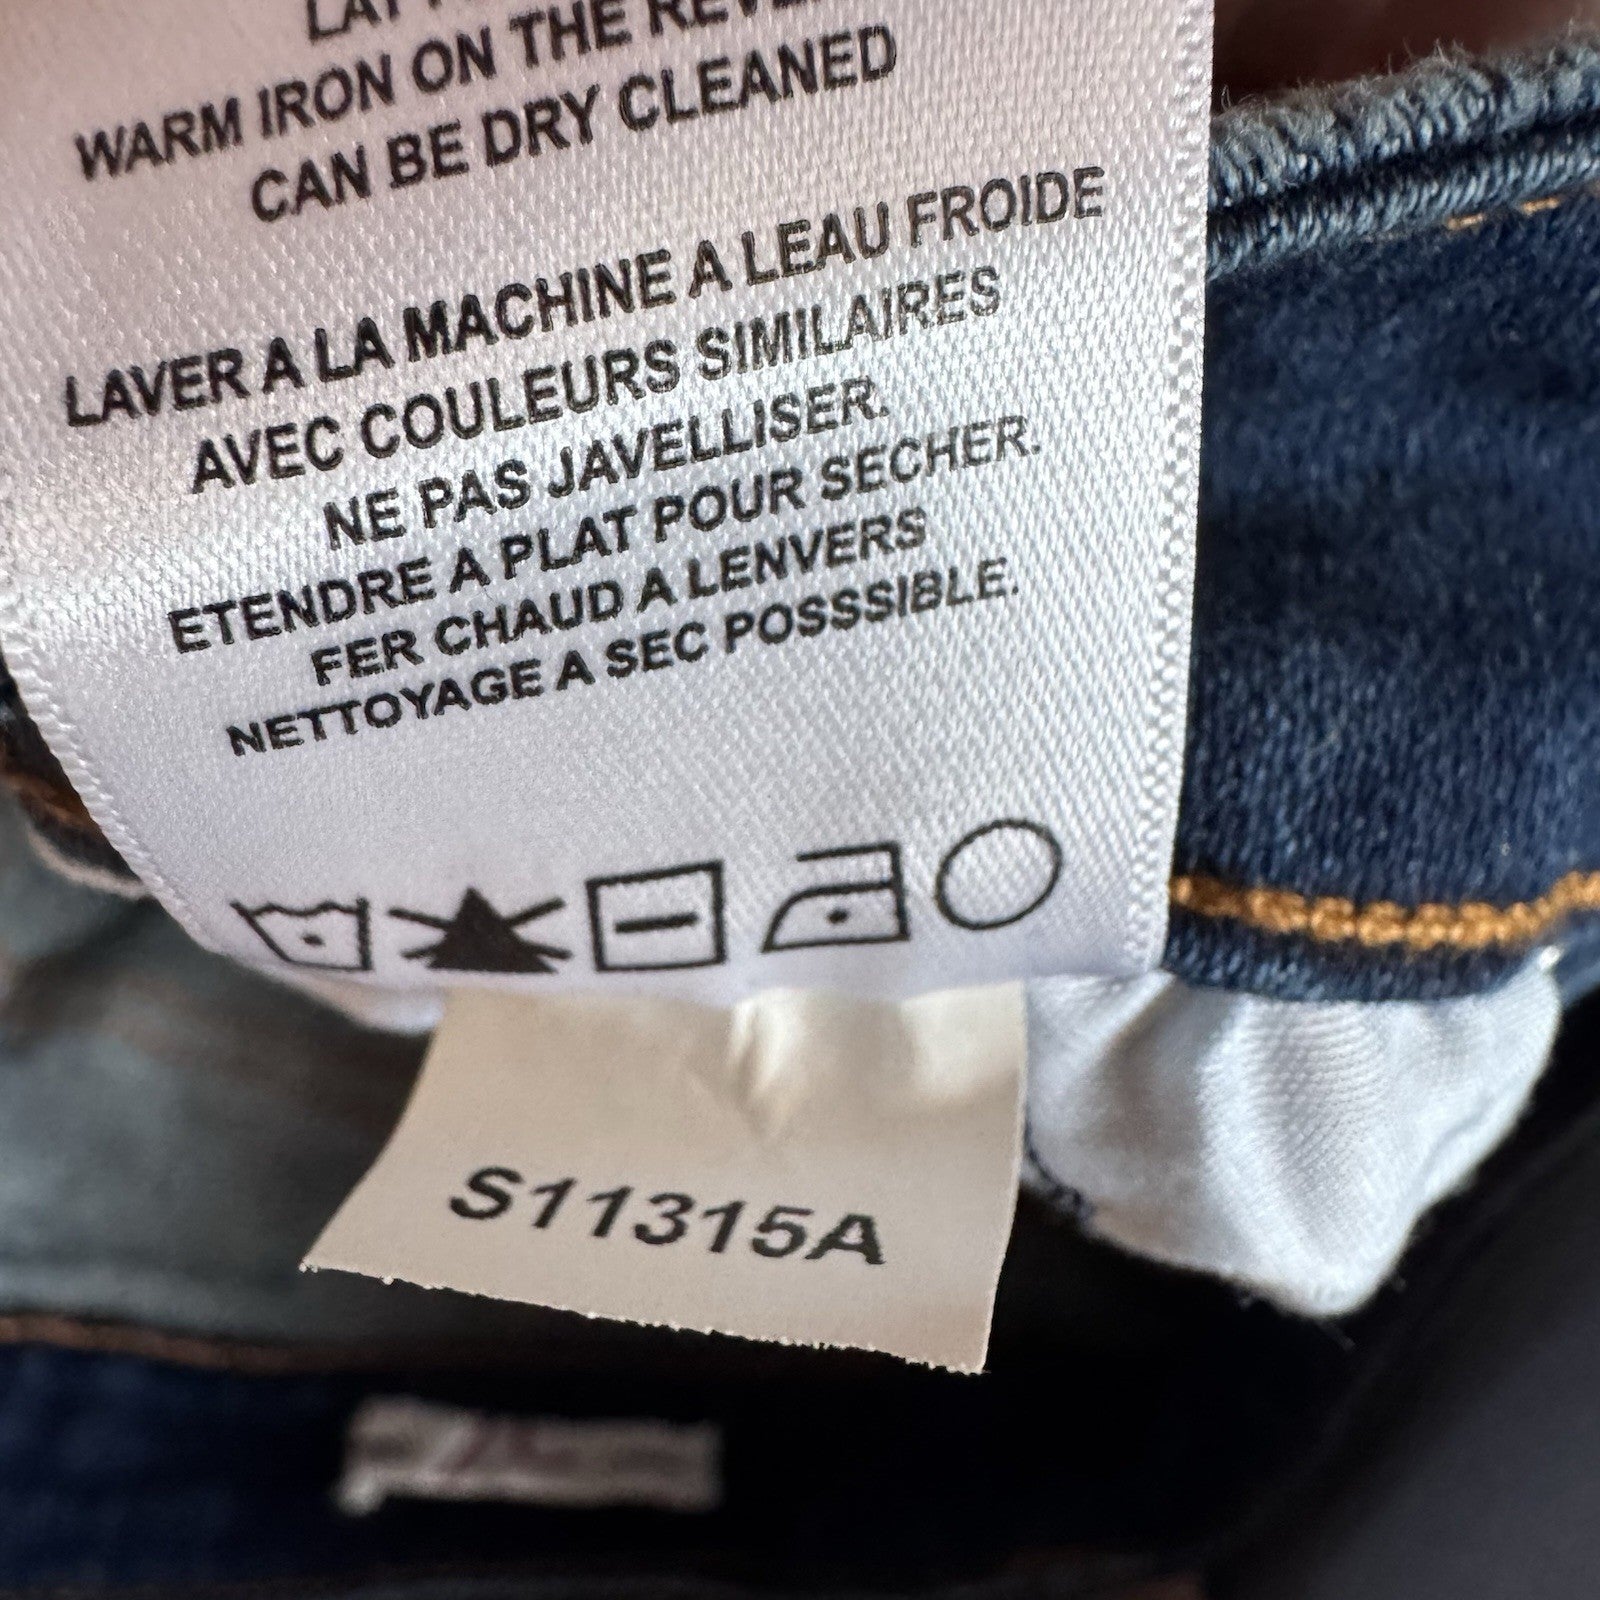 LAY
WARM IRON ON THE REVE
CAN BE DRY CLEANED
LAVER A LA MACHINE A LEAU FROIDE
AVEC COULEURS SIMILAIRES
NE PAS JAVELLISER.
ETENDRE A PLAT POUR SECHER.
FER CHAUD A LENVERS
NETTOYAGE A SEC POSSSIBLE.
S11315A